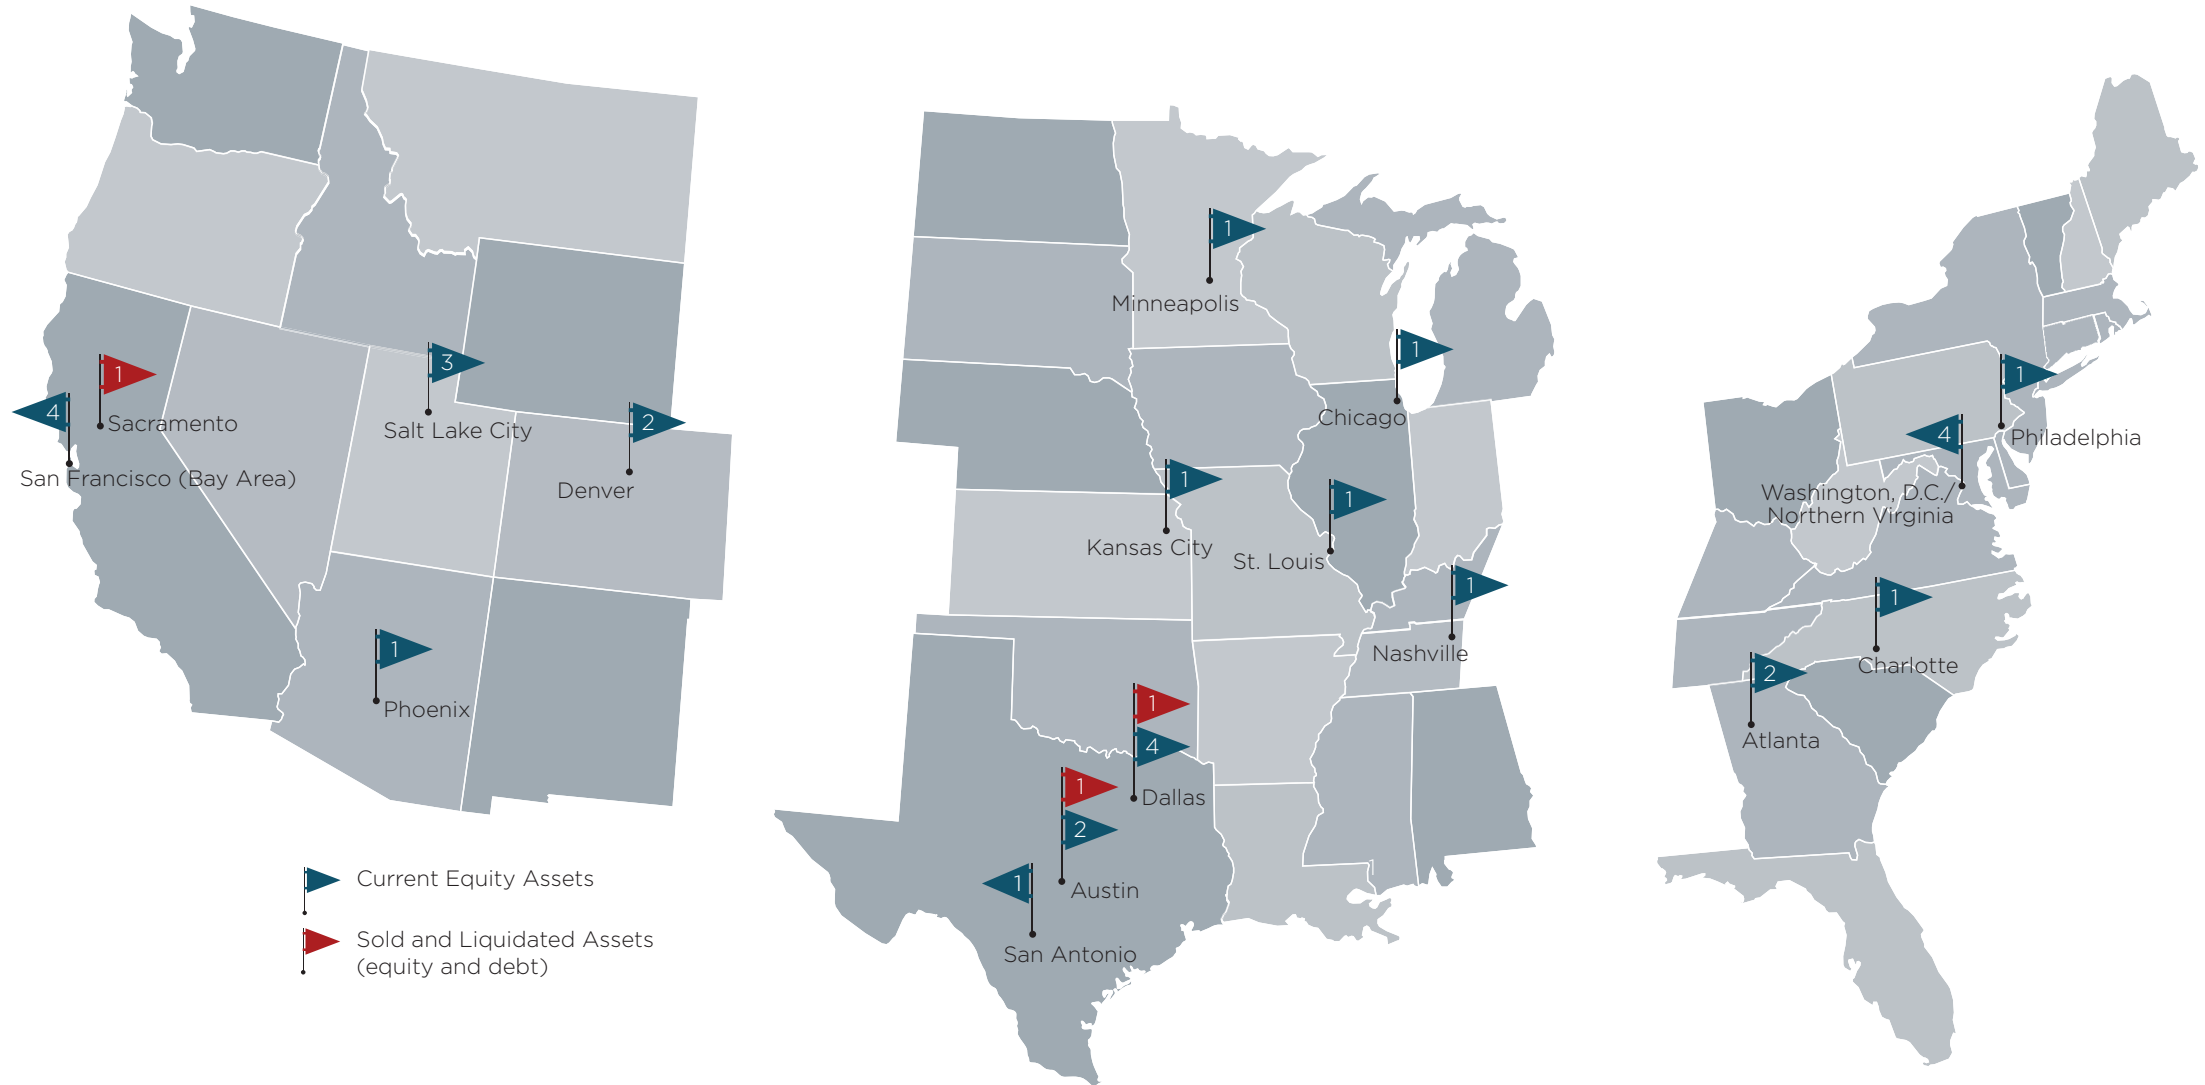 1
Sacramento
4
San Francisco (Bay Area)
3
Salt Lake City
2
Denver
1
Phoenix
Current Equity Assets
Sold and Liquidated Assets
(equity and debt)
1
Minneapolis
1
Chicago
1
Kansas City
1
St. Louis
1
Nashville
1
4
Dallas
1
2
Austin
1
San Antonio
1
Philadelphia
4
Washington, D.C./
Northern Virginia
1
Charlotte
2
Atlanta